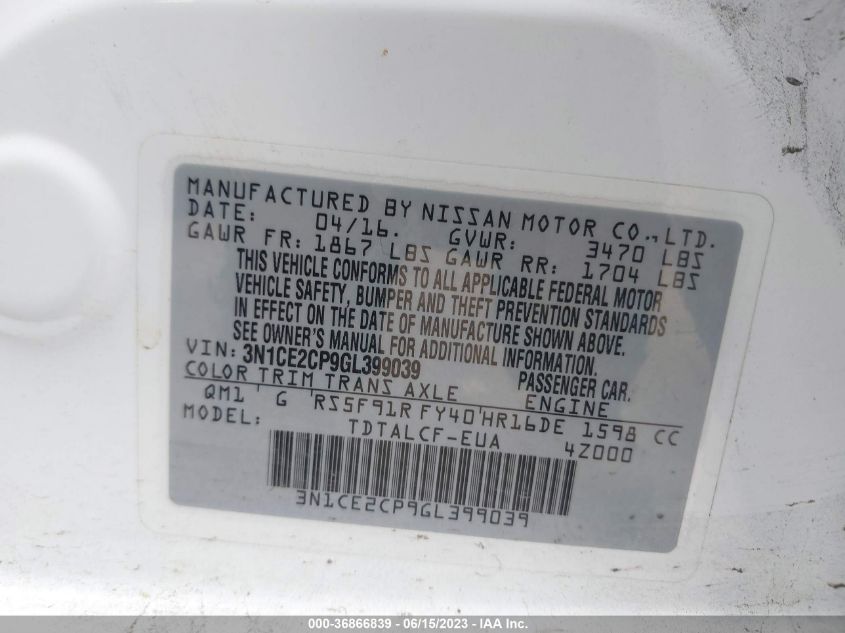 MANUFACTURED BY NISSAN MOTOR CO.,LTD.
DATE: 04/16. GVWR: 3470 LBS
GAWR FR: 1867 LBS GAWR RR: 1704 LBS
THIS VEHICLE CONFORMS TO ALL APPLICABLE FEDERAL MOTOR
VEHICLE SAFETY, BUMPER AND THEFT PREVENTION STANDARDS
IN EFFECT ON THE DATE OF MANUFACTURE SHOWN ABOVE.
SEE OWNER'S MANUAL FOR ADDITIONAL INFORMATION.
VIN: 3N1CE2CP9GL399039 PASSENGER CAR.
COLOR TRIM TRANS AXLE ENGINE
QM1' G 'RS5F91R FY40'HR16DE 1598 CC
MODEL: TDTALCF-EUA 4Z000
3N1CE2CP9GL399039
000-36866839 - 06/15/2023 - IAA Inc.